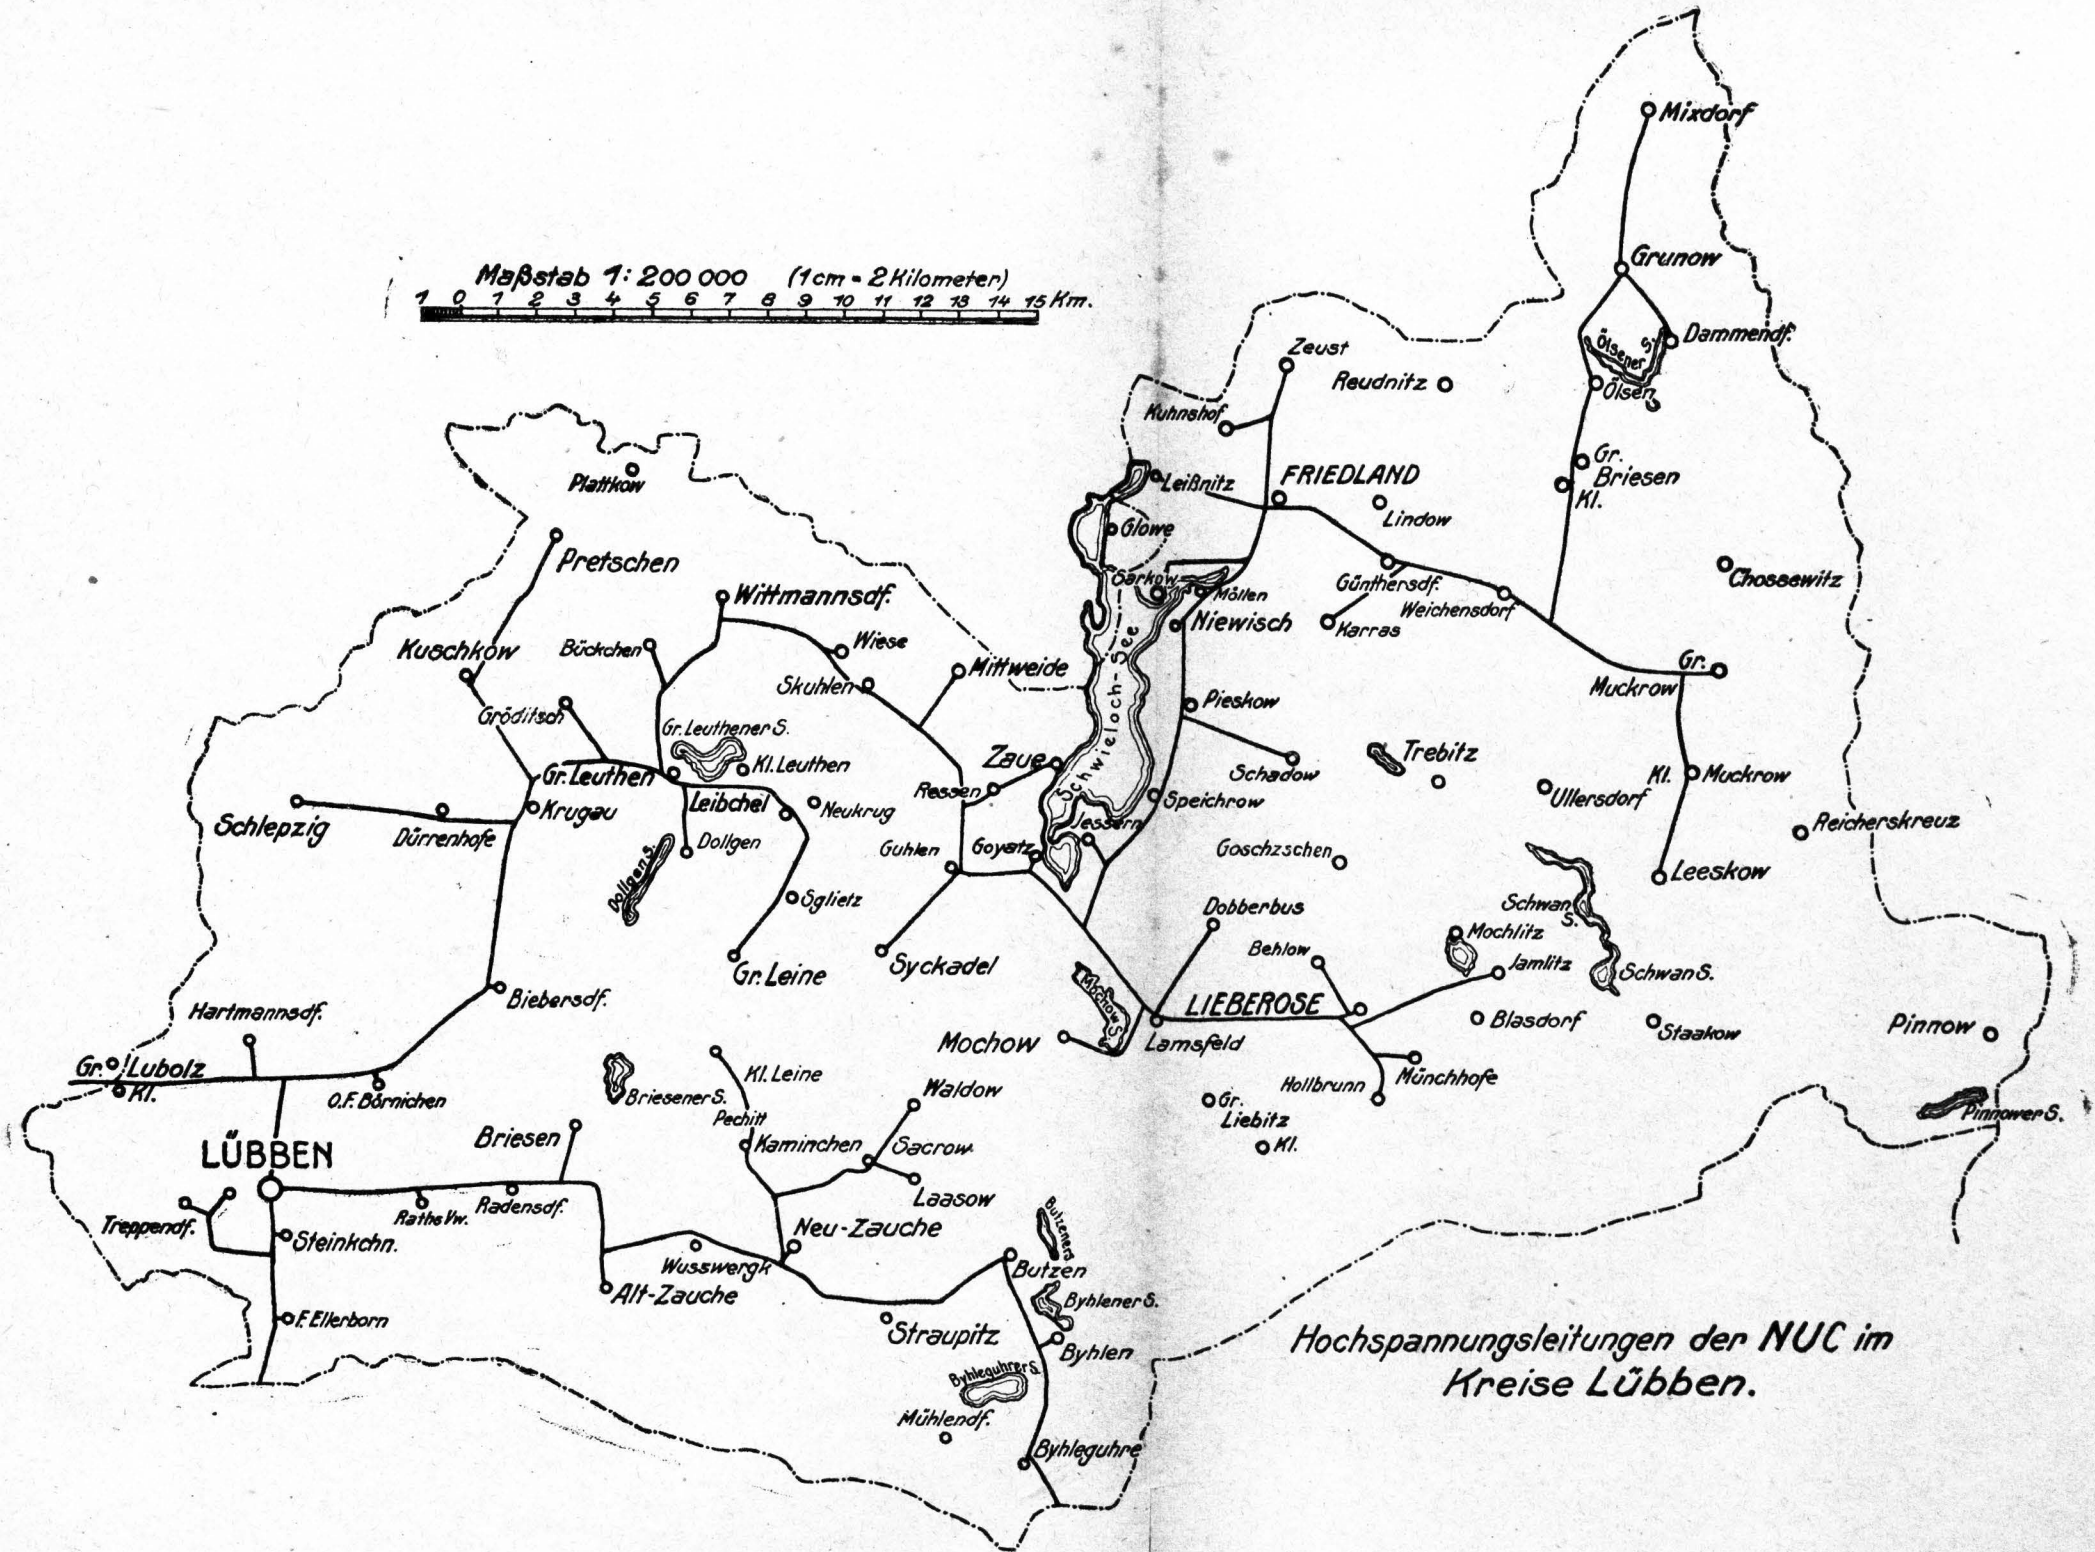 Mixdorf
Grunow
Maßstab 1:200 000 (1cm = 2 Kilometer)
1 0 1 2 3 4 5 6 7 8 9 10 11 12 13 14 15 Km.
Dammendf.
Ölsener S.
Zeust
Reudnitz
Ölsen
Kuhnshof
Plattkow
Leißnitz
FRIEDLAND
Gr.
Briesen
Kl.
Lindow
Glowe
Pretschen
Chossewitz
Sarkow
Möllen
Günthersdf.
Weichensdorf
Wittmannsdf.
Niewisch
Karras
Kuschkow
Bückchen
Wiese
Mittweide
Skuhlen
Gr.
Muckrow
Schwieloch-See
Pieskow
Gröditsch
Gr. Leuthener S.
Kl. Leuthen
Zaue
Trebitz
Gr. Leuthen
Schadow
Kl. Muckrow
Ressen
Ullersdorf
Leibchel
Neukrug
Speichrow
Krugau
Schlepzig
Dürrenhofe
Jessern
Reicherskreuz
Dollgen
Guhlen
Goyatz
Goschzschen
Leeskow
Dollgen S.
Sglietz
Schwan S.
Dobberbus
Mochlitz
Behlow
Gr. Leine
Syckadel
Jamlitz
Schwan S.
Mochow S.
Biebersdf.
LIEBEROSE
Hartmannsdf.
Blasdorf
Staakow
Pinnow
Mochow
Lamsfeld
Gr. Lubolz
Kl.
O.F. Börnichen
Kl. Leine
Münchhofe
Hollbrunn
Briesener S.
Waldow
Gr.
Liebitz
Kl.
Pinnower S.
Pechitt
Briesen
Kaminchen
Sacrow
LÜBBEN
Laasow
Treppendf.
Raths Vw.
Radensdf.
Steinkchn.
Neu-Zauche
Butzener S.
Wusswergk
Butzen
Alt-Zauche
Byhlener S.
F. Ellerborn
Straupitz
Byhlen
Byhleguhrer S.
Mühlendf.
Byhleguhre
Hochspannungsleitungen der NUC im
Kreise Lübben.